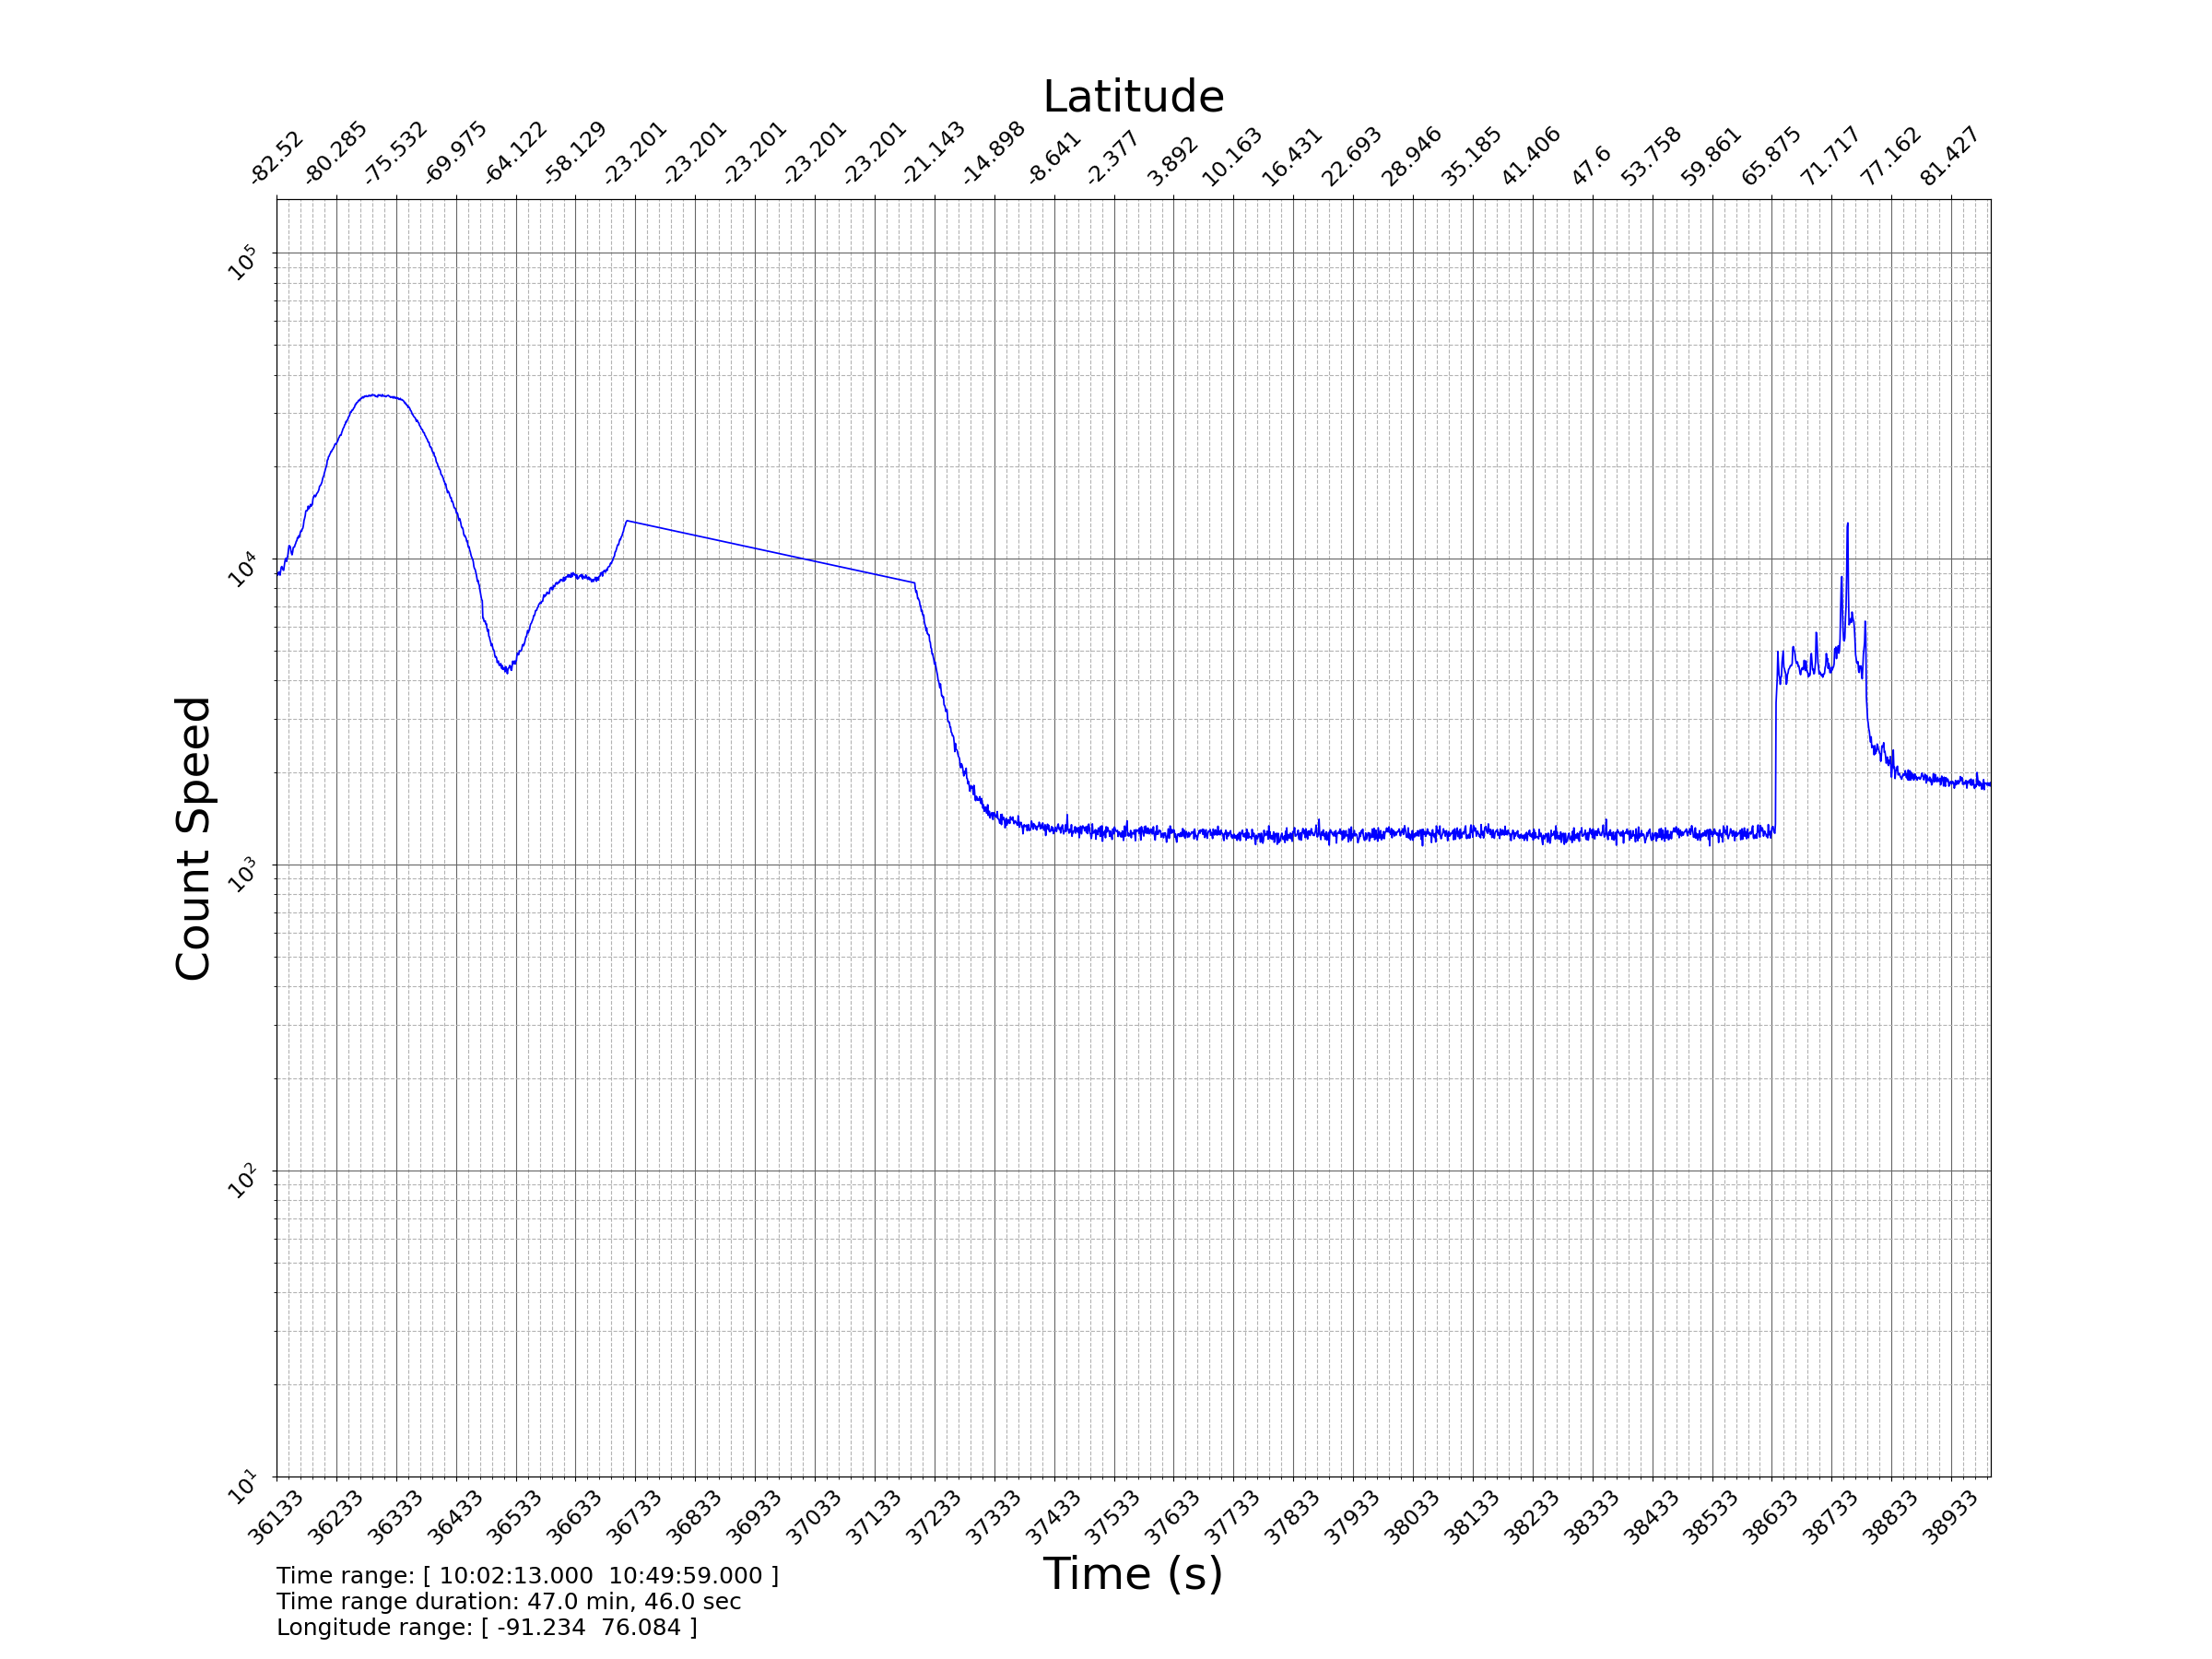 Latitude
-82.52 -80.285 -75.532 -69.975 -64.122 -58.129 -23.201 -23.201 -23.201 -23.201 -23.201 -21.143 -14.898 -8.641 -2.377 3.892 10.163 16.431 22.693 28.946 35.185 41.406 47.6 53.758 59.861 65.875 71.717 77.162 81.427
10⁵
10⁴
10³
10²
10¹
Count Speed
36133 36233 36333 36433 36533 36633 36733 36833 36933 37033 37133 37233 37333 37433 37533 37633 37733 37833 37933 38033 38133 38233 38333 38433 38533 38633 38733 38833 38933
Time (s)
Time range: [ 10:02:13.000  10:49:59.000 ]
Time range duration: 47.0 min, 46.0 sec
Longitude range: [ -91.234  76.084 ]